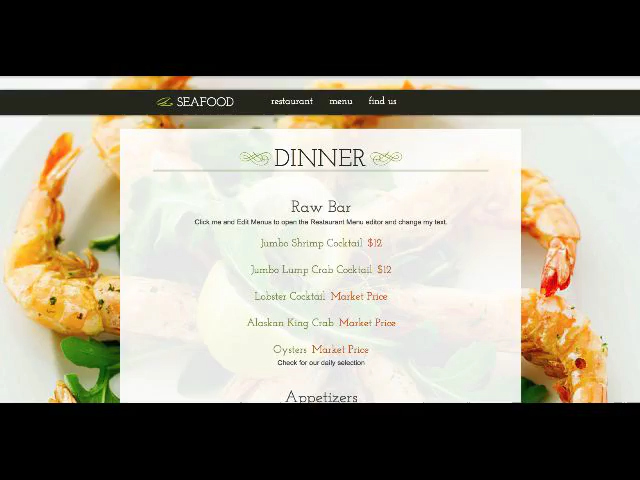 SEAFOOD restaurant menu find us
DINNER
Raw Bar
Click me and Edit Menus to open the Restaurant Menu editor and change my text.
Jumbo Shrimp Cocktail $12
Jumbo Lump Crab Cocktail $12
Lobster Cocktail Market Price
Alaskan King Crab Market Price
Oysters Market Price
Check for our daily selection
Appetizers